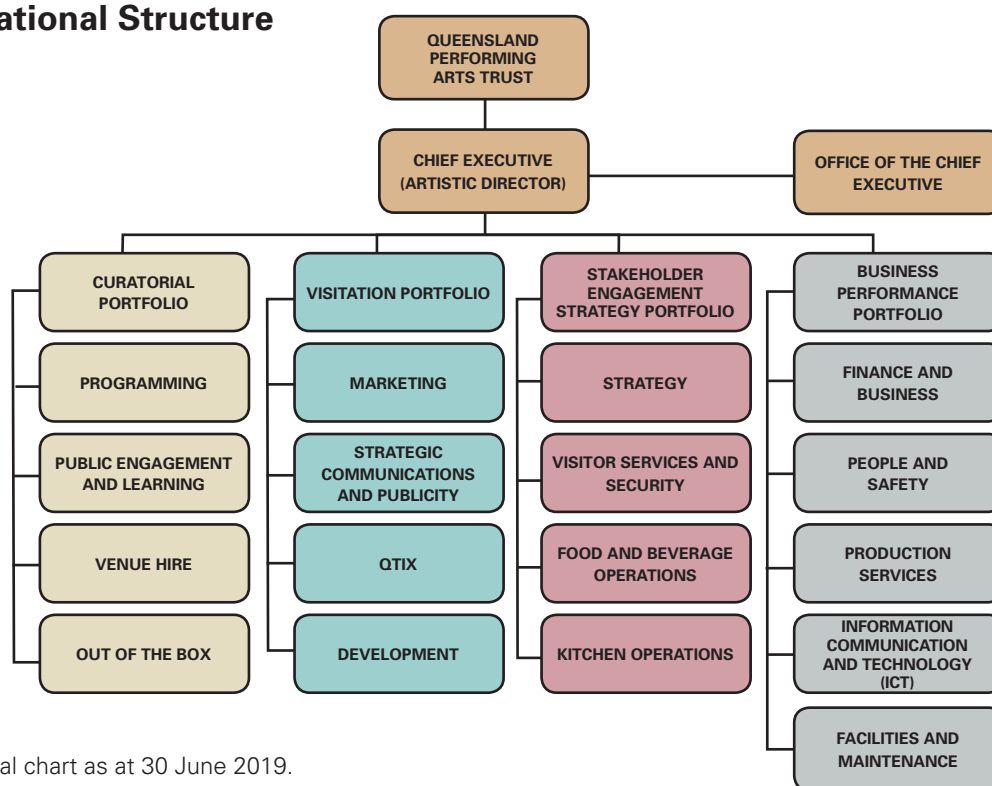 ational Structure
QUEENSLAND
PERFORMING
ARTS TRUST
CHIEF EXECUTIVE
(ARTISTIC DIRECTOR)
OFFICE OF THE CHIEF
EXECUTIVE
CURATORIAL
PORTFOLIO
PROGRAMMING
PUBLIC ENGAGEMENT
AND LEARNING
VENUE HIRE
OUT OF THE BOX
VISITATION PORTFOLIO
MARKETING
STRATEGIC
COMMUNICATIONS
AND PUBLICITY
QTIX
DEVELOPMENT
STAKEHOLDER
ENGAGEMENT
STRATEGY PORTFOLIO
STRATEGY
VISITOR SERVICES AND
SECURITY
FOOD AND BEVERAGE
OPERATIONS
KITCHEN OPERATIONS
BUSINESS
PERFORMANCE
PORTFOLIO
FINANCE AND
BUSINESS
PEOPLE AND
SAFETY
PRODUCTION
SERVICES
INFORMATION
COMMUNICATION
AND TECHNOLOGY
(ICT)
FACILITIES AND
MAINTENANCE
al chart as at 30 June 2019.